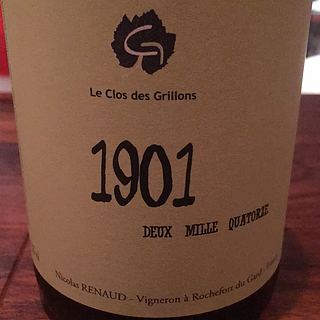 G
Le Clos des Grillons
1901
DEUX MILLE QUATORZE
Nicolas RENAUD - Vigneron à Rochefort du Gard -